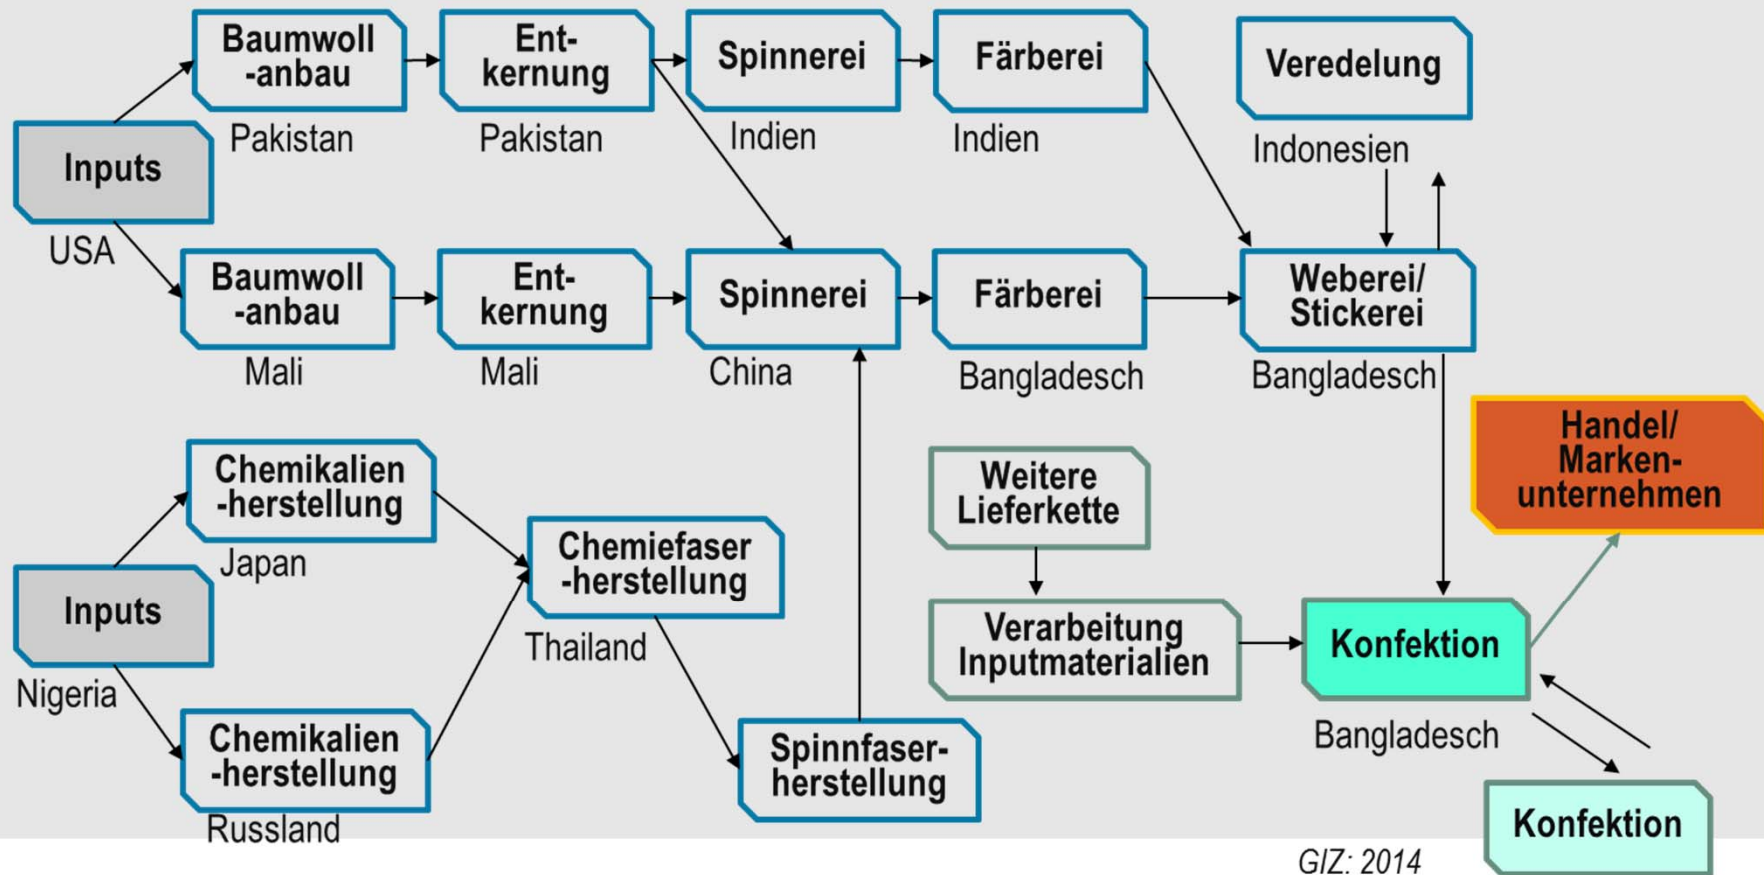 Baumwoll
-anbau
Pakistan
Ent-
kernung
Pakistan
Spinnerei
Indien
Färberei
Indien
Veredelung
Indonesien
Inputs
USA
Baumwoll
-anbau
Mali
Ent-
kernung
Mali
Spinnerei
China
Färberei
Bangladesch
Weberei/
Stickerei
Bangladesch
Handel/
Marken-
unternehmen
Chemikalien
-herstellung
Japan
Inputs
Nigeria
Chemikalien
-herstellung
Russland
Chemiefaser
-herstellung
Thailand
Spinnfaser-
herstellung
Weitere
Lieferkette
Verarbeitung
Inputmaterialien
Konfektion
Bangladesch
Konfektion
GIZ: 2014